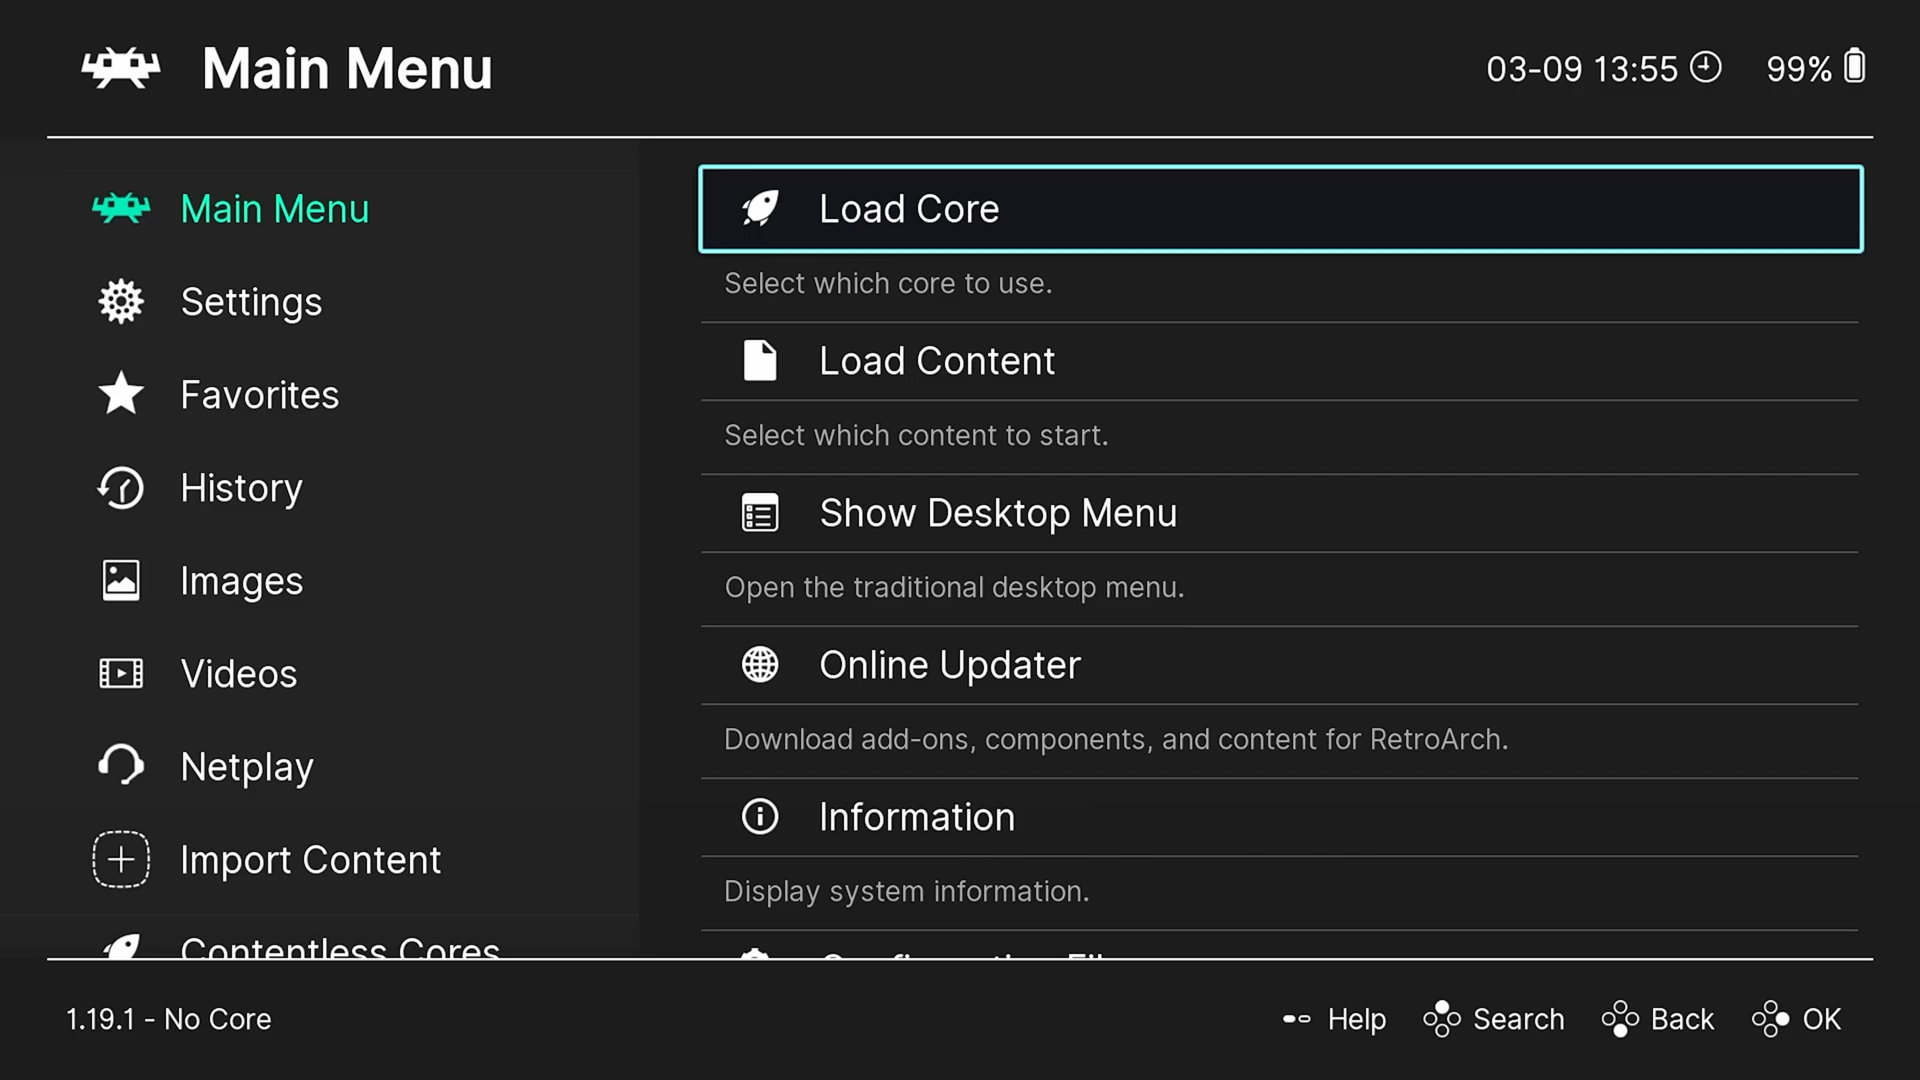 Main Menu
03-09 13:55
99%
Main Menu
Settings
Favorites
History
Images
Videos
Netplay
Import Content
Contentless Cores
Load Core
Select which core to use.
Load Content
Select which content to start.
Show Desktop Menu
Open the traditional desktop menu.
Online Updater
Download add-ons, components, and content for RetroArch.
Information
Display system information.
1.19.1 - No Core
Help
Search
Back
OK